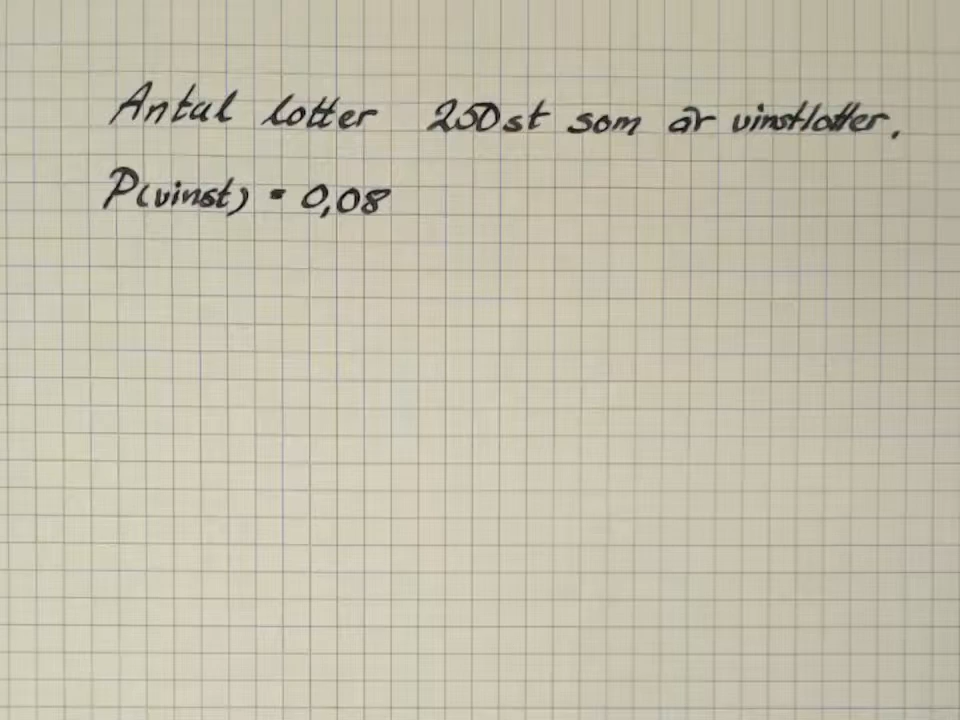 Antal lotter 250st som är vinstlotter.
P(vinst) = 0,08